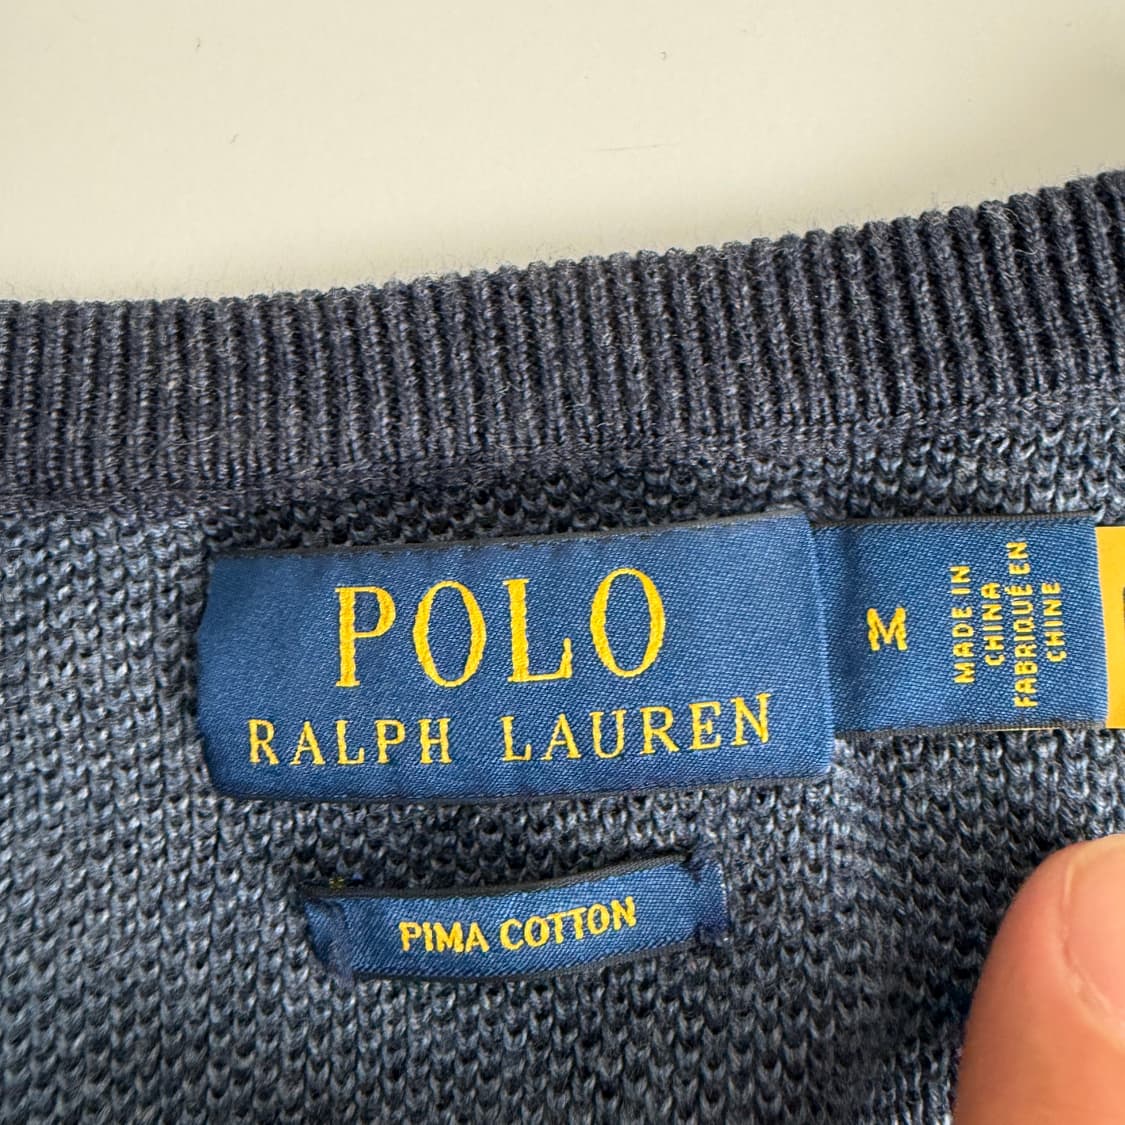 POLO
RALPH LAUREN
M
MADE IN
CHINA
FABRIQUÉ EN
CHINE
PIMA COTTON